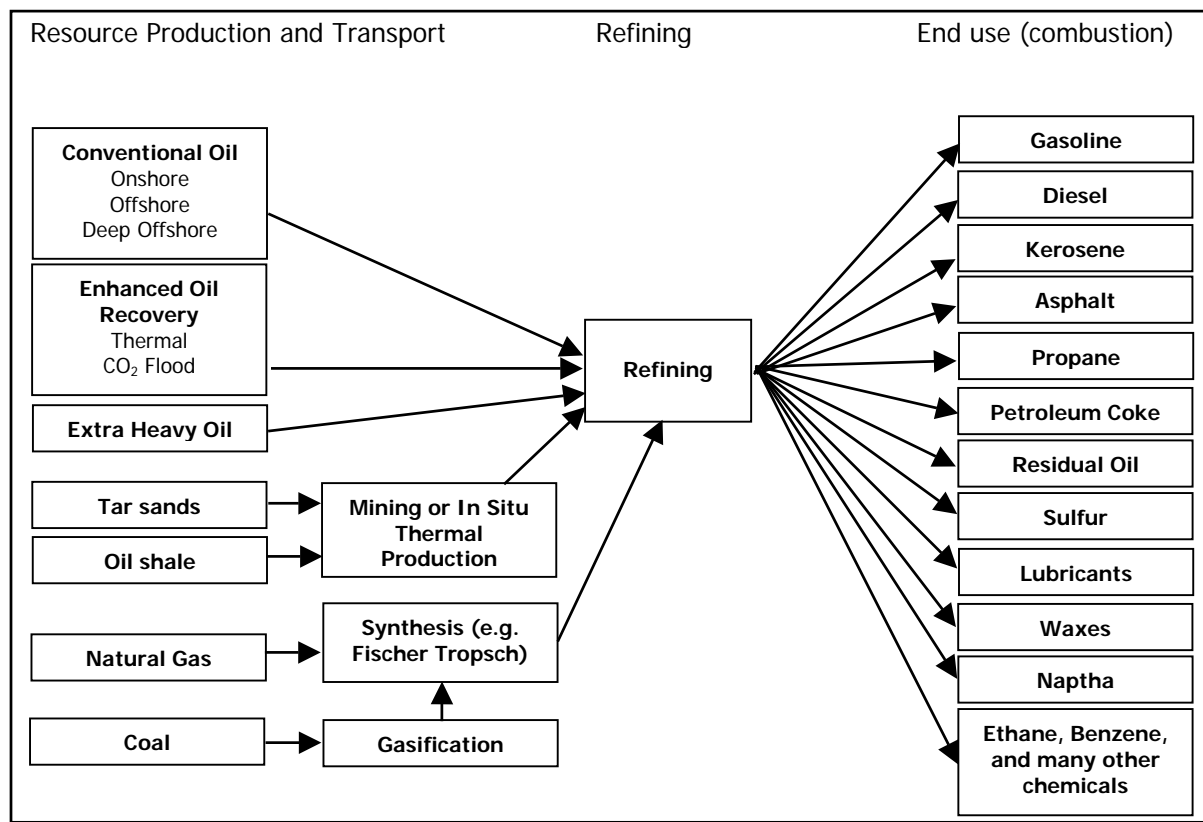 Resource Production and Transport
Refining
End use (combustion)
Conventional Oil
Onshore
Offshore
Deep Offshore
Enhanced Oil
Recovery
Thermal
CO₂ Flood
Extra Heavy Oil
Tar sands
Oil shale
Natural Gas
Coal
Mining or In Situ
Thermal
Production
Synthesis (e.g.
Fischer Tropsch)
Gasification
Refining
Gasoline
Diesel
Kerosene
Asphalt
Propane
Petroleum Coke
Residual Oil
Sulfur
Lubricants
Waxes
Naptha
Ethane, Benzene,
and many other
chemicals